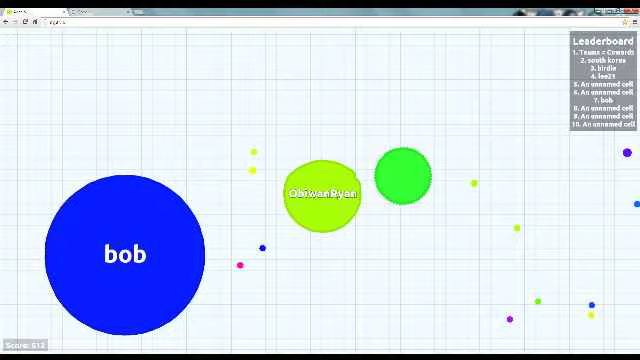 Leaderboard
1. Teams = Cowards
2. south korea
3. birdie
4. lee21
5. An unnamed cell
6. An unnamed cell
7. bob
8. An unnamed cell
9. An unnamed cell
10. An unnamed cell
ObiwanRyan
bob
Score: 612